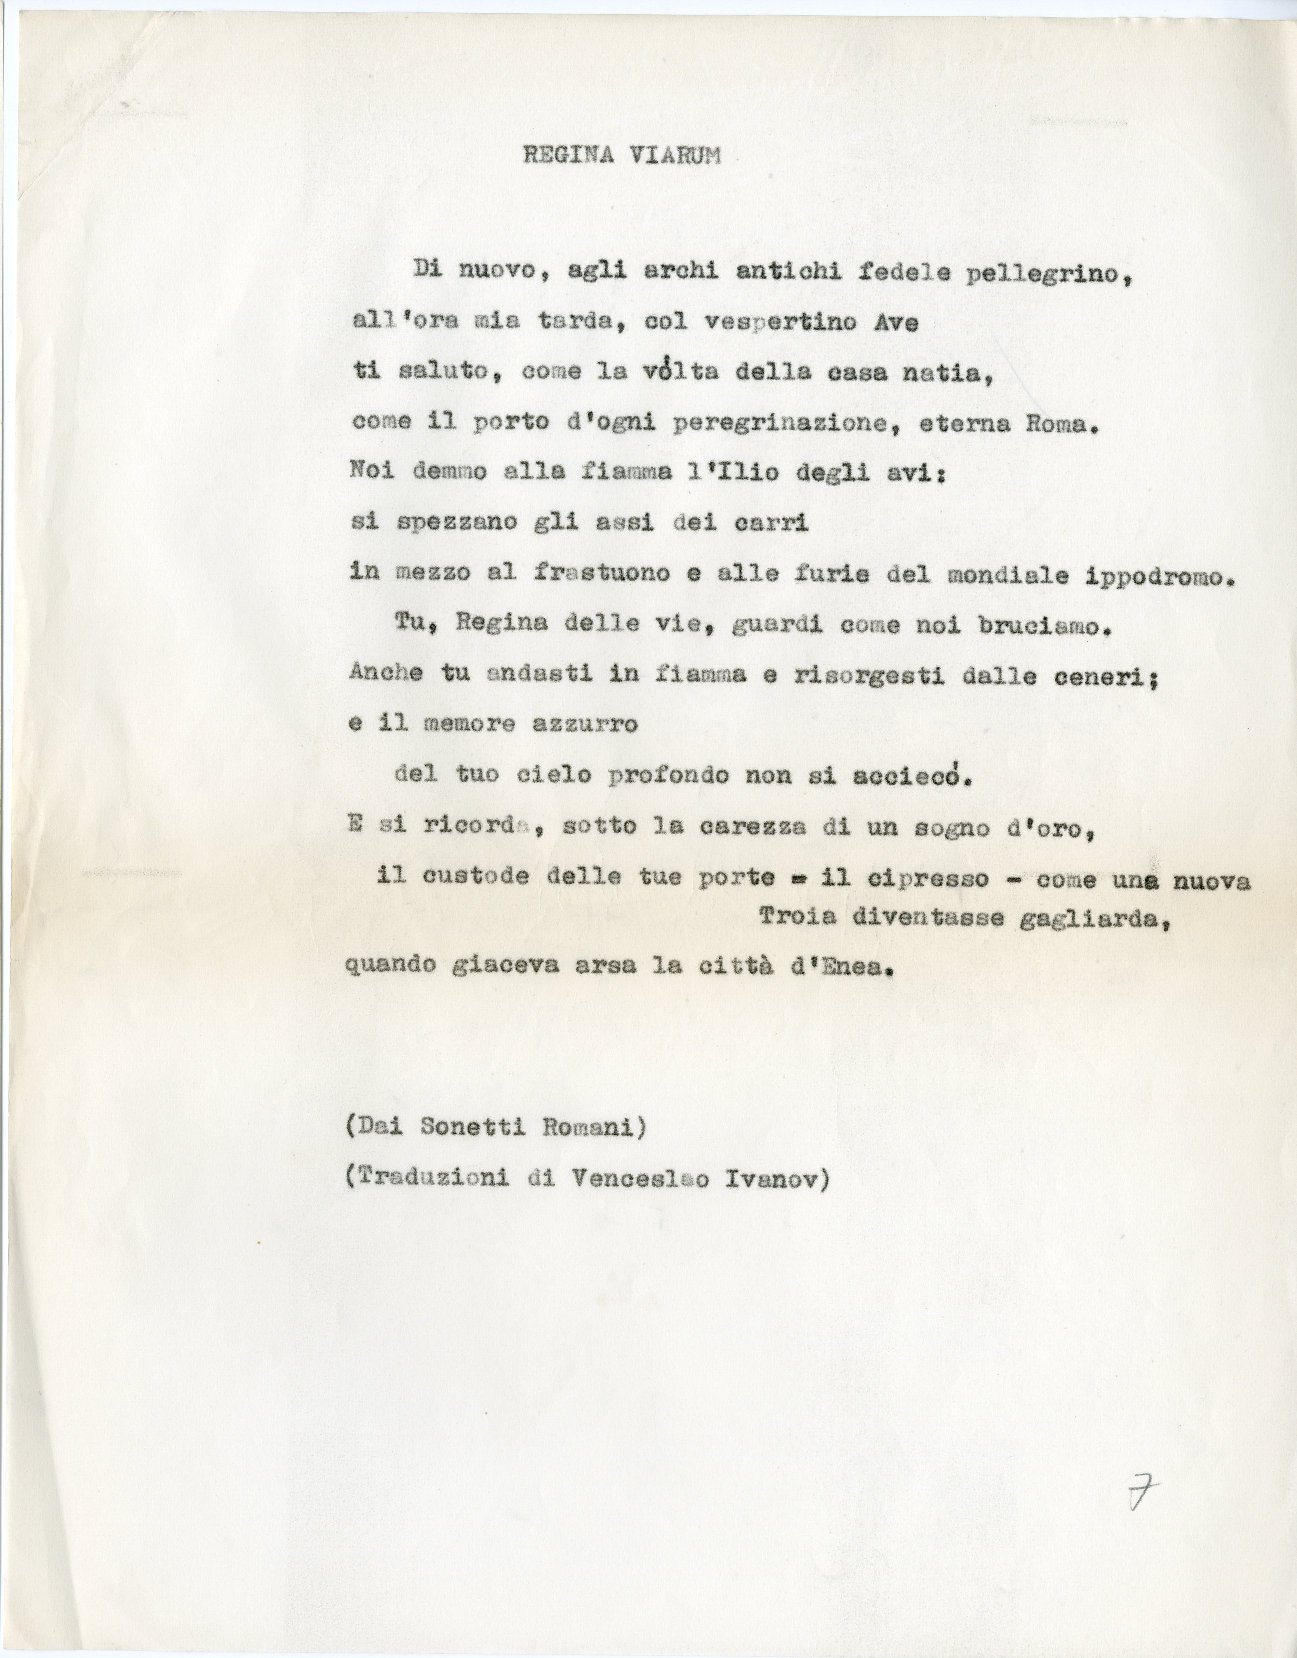 REGINA VIARUM
Di nuovo, agli archi antichi fedele pellegrino,
all'ora mia tarda, col vespertino Ave
ti saluto, come la vólta della casa natia,
come il porto d'ogni peregrinazione, eterna Roma.
Noi demmo alla fiamma l'Ilio degli avi:
si spezzano gli assi dei carri
in mezzo al frastuono e alle furie del mondiale ippodromo.
Tu, Regina delle vie, guardi come noi bruciamo.
Anche tu andasti in fiamma e risorgesti dalle ceneri;
e il memore azzurro
del tuo cielo profondo non si acciecó.
E si ricorda, sotto la carezza di un sogno d'oro,
il custode delle tue porte - il cipresso - come una nuova
Troia diventasse gagliarda,
quando giaceva arsa la città d'Enea.
(Dai Sonetti Romani)
(Traduzioni di Venceslao Ivanov)
7